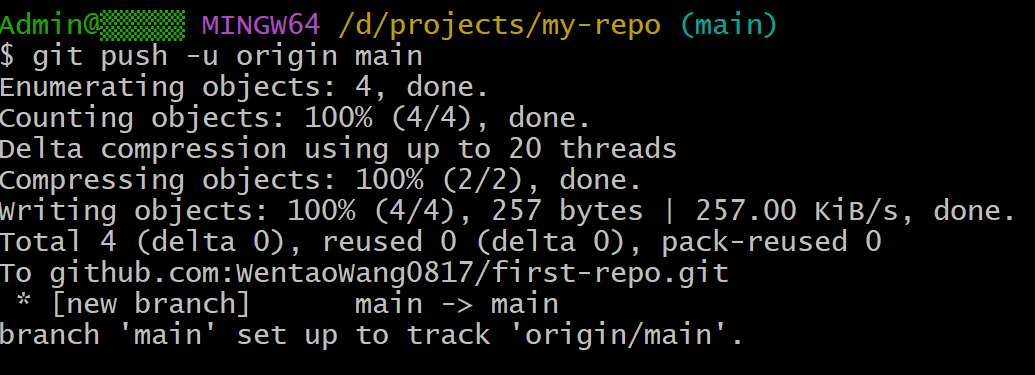 Admin@▒▒▒▒▒ MINGW64 /d/projects/my-repo (main)
$ git push -u origin main
Enumerating objects: 4, done.
Counting objects: 100% (4/4), done.
Delta compression using up to 20 threads
Compressing objects: 100% (2/2), done.
Writing objects: 100% (4/4), 257 bytes | 257.00 KiB/s, done.
Total 4 (delta 0), reused 0 (delta 0), pack-reused 0
To github.com:WentaoWang0817/first-repo.git
 * [new branch]      main -> main
branch 'main' set up to track 'origin/main'.